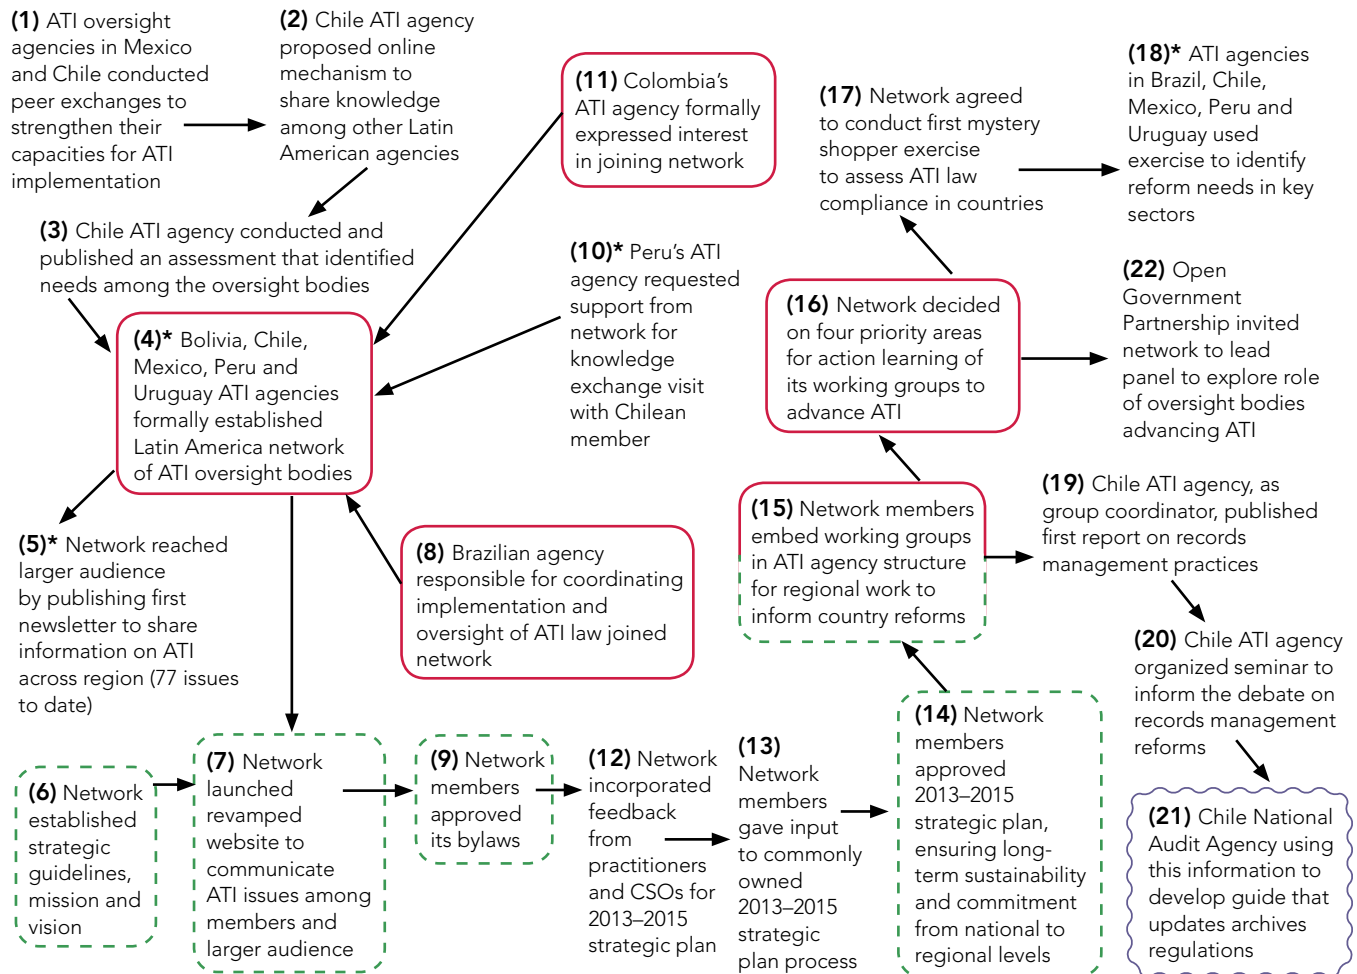 (1) ATI oversight
agencies in Mexico
and Chile conducted
peer exchanges to
strengthen their
capacities for ATI
implementation
(2) Chile ATI agency
proposed online
mechanism to
share knowledge
among other Latin
American agencies
(3) Chile ATI agency conducted and
published an assessment that identified
needs among the oversight bodies
(4)* Bolivia, Chile,
Mexico, Peru and
Uruguay ATI agencies
formally established
Latin America network
of ATI oversight bodies
(5)* Network reached
larger audience
by publishing first
newsletter to share
information on ATI
across region (77 issues
to date)
(6) Network
established
strategic
guidelines,
mission and
vision
(7) Network
launched
revamped
website to
communicate
ATI issues among
members and
larger audience
(8) Brazilian agency
responsible for coordinating
implementation and
oversight of ATI law joined
network
(9) Network
members
approved
its bylaws
(10)* Peru's ATI
agency requested
support from
network for
knowledge
exchange visit
with Chilean
member
(11) Colombia's
ATI agency formally
expressed interest
in joining network
(12) Network
incorporated
feedback
from
practitioners
and CSOs for
2013–2015
strategic plan
(13)
Network
members
gave input
to commonly
owned
2013–2015
strategic
plan process
(14) Network
members
approved
2013–2015
strategic plan,
ensuring long-
term sustainability
and commitment
from national to
regional levels
(15) Network members
embed working groups
in ATI agency structure
for regional work to
inform country reforms
(16) Network decided
on four priority areas
for action learning of
its working groups to
advance ATI
(17) Network agreed
to conduct first mystery
shopper exercise
to assess ATI law
compliance in countries
(18)* ATI agencies
in Brazil, Chile,
Mexico, Peru and
Uruguay used
exercise to identify
reform needs in key
sectors
(22) Open
Government
Partnership invited
network to lead
panel to explore role
of oversight bodies
advancing ATI
(19) Chile ATI agency, as
group coordinator, published
first report on records
management practices
(20) Chile ATI agency
organized seminar to
inform the debate on
records management
reforms
(21) Chile National
Audit Agency using
this information to
develop guide that
updates archives
regulations